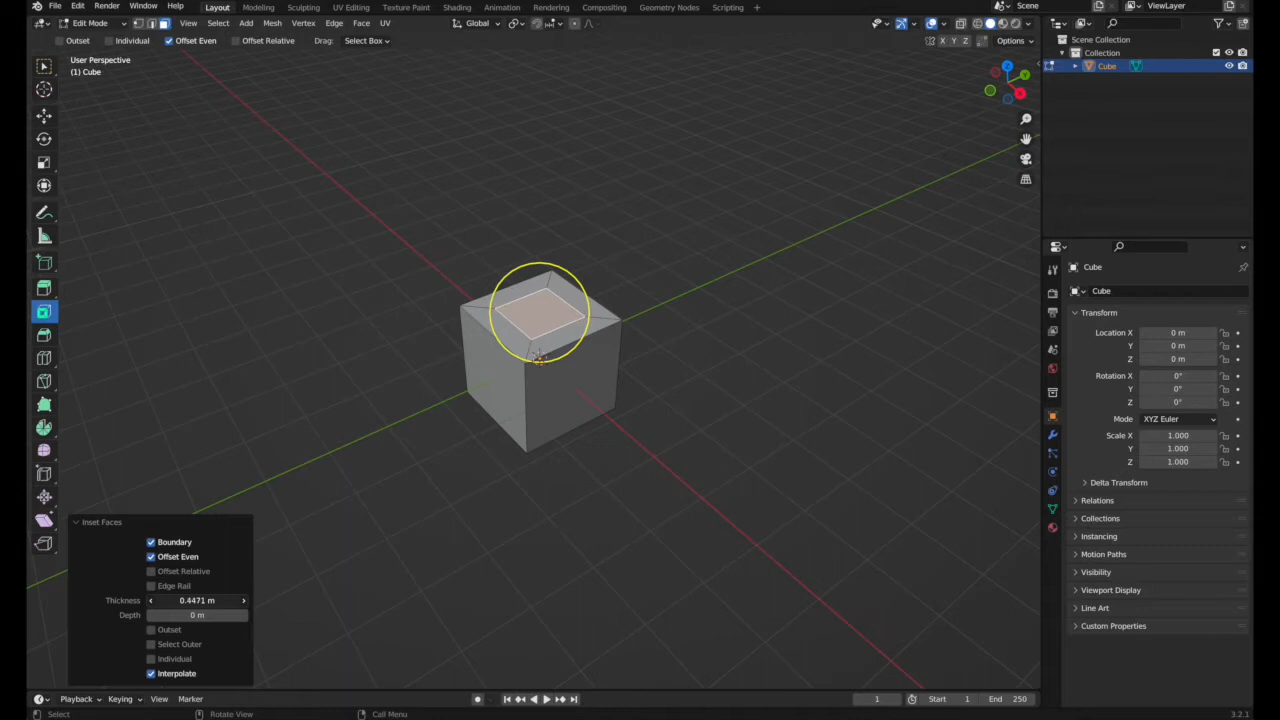 File Edit Render Window Help Layout Modeling Sculpting UV Editing Texture Paint Shading Animation Rendering Compositing Geometry Nodes Scripting + Scene ViewLayer
Edit Mode View Select Add Mesh Vertex Edge Face UV Global
Outset Individual Offset Even Offset Relative Drag: Select Box X Y Z Options
User Perspective
(1) Cube
Z
Y
X
Scene Collection
Collection
Cube
Cube
Cube
Transform
Location X 0 m
Y 0 m
Z 0 m
Rotation X 0°
Y 0°
Z 0°
Mode XYZ Euler
Scale X 1.000
Y 1.000
Z 1.000
Delta Transform
Relations
Collections
Instancing
Motion Paths
Visibility
Viewport Display
Line Art
Custom Properties
Inset Faces
Boundary
Offset Even
Offset Relative
Edge Rail
Thickness 0.4471 m
Depth 0 m
Outset
Select Outer
Individual
Interpolate
Playback Keying View Marker 1 Start 1 End 250
Select Rotate View Call Menu 3.2.1